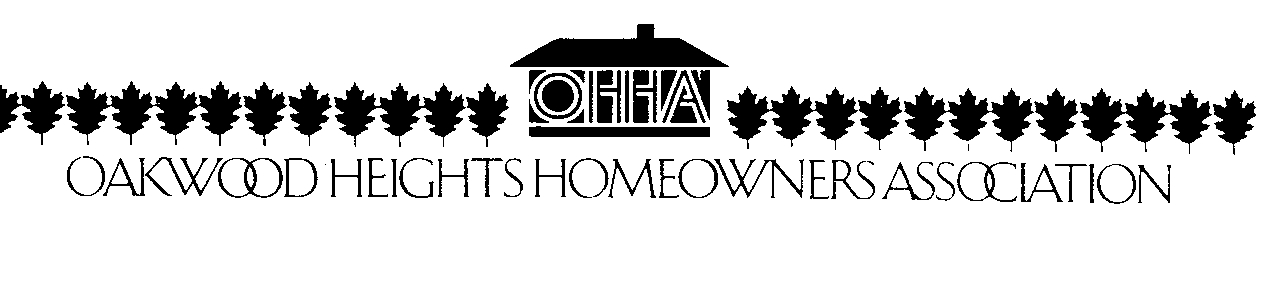 OHHA
OAKWOOD HEIGHTS HOMEOWNERS ASSOCIATION